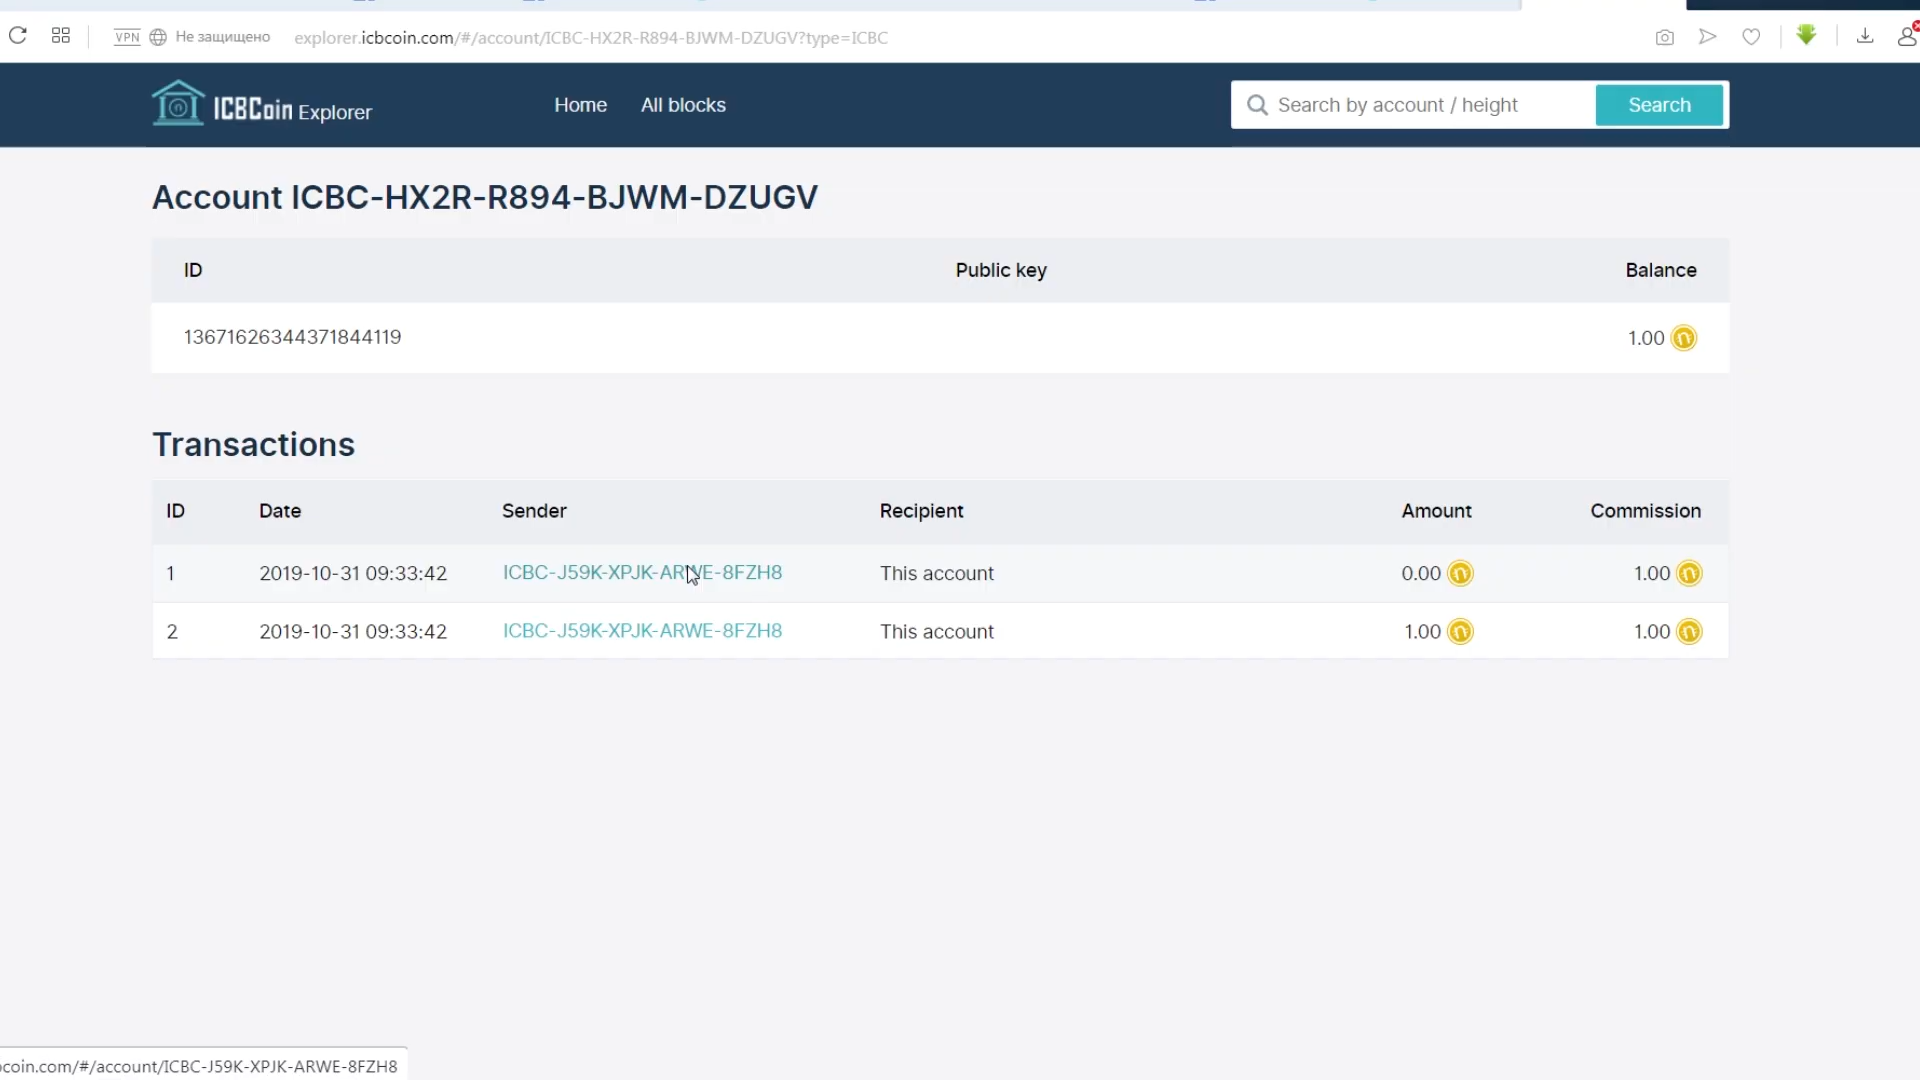 VPN Не защищено explorer.icbcoin.com/#/account/ICBC-HX2R-R894-BJWM-DZUGV?type=ICBC
ICBCoin Explorer Home All blocks Search by account / height Search
Account ICBC-HX2R-R894-BJWM-DZUGV
ID Public key Balance
13671626344371844119 1.00
Transactions
ID Date Sender Recipient Amount Commission
1 2019-10-31 09:33:42 ICBC-J59K-XPJK-ARWE-8FZH8 This account 0.00 1.00
2 2019-10-31 09:33:42 ICBC-J59K-XPJK-ARWE-8FZH8 This account 1.00 1.00
coin.com/#/account/ICBC-J59K-XPJK-ARWE-8FZH8